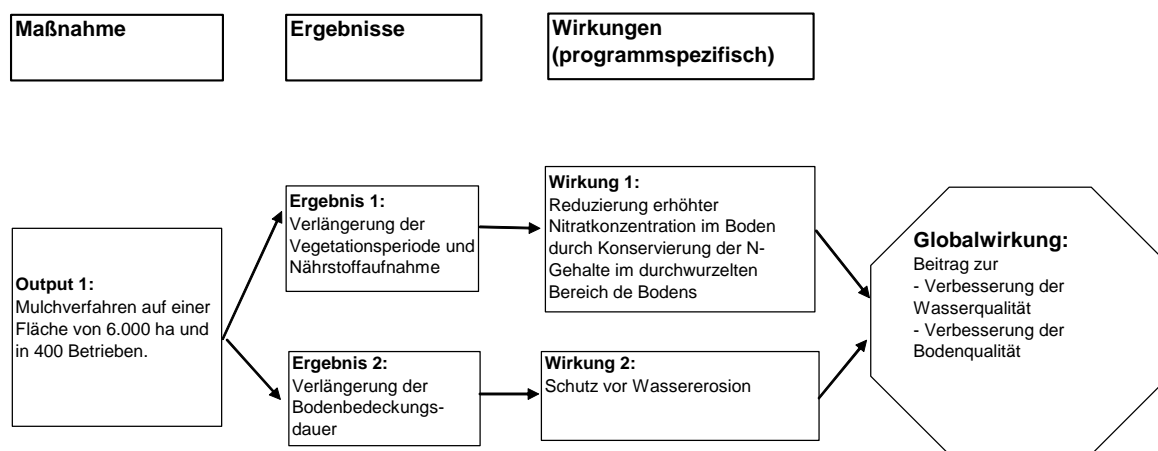 Maßnahme
Ergebnisse
Wirkungen
(programmspezifisch)
Output 1:
Mulchverfahren auf einer
Fläche von 6.000 ha und
in 400 Betrieben.
Ergebnis 1:
Verlängerung der
Vegetationsperiode und
Nährstoffaufnahme
Ergebnis 2:
Verlängerung der
Bodenbedeckungs-
dauer
Wirkung 1:
Reduzierung erhöhter
Nitratkonzentration im Boden
durch Konservierung der N-
Gehalte im durchwurzelten
Bereich de Bodens
Wirkung 2:
Schutz vor Wassererosion
Globalwirkung:
Beitrag zur
- Verbesserung der
Wasserqualität
- Verbesserung der
Bodenqualität